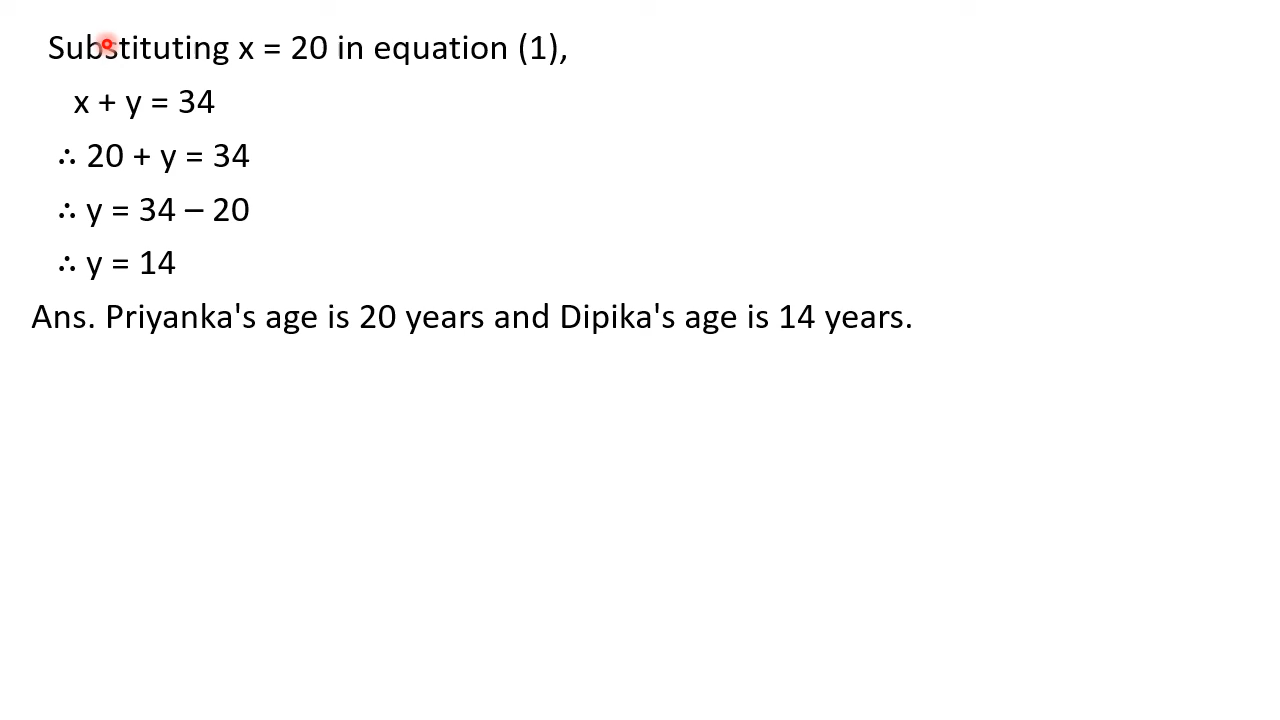 Substituting x = 20 in equation (1),
x + y = 34
∴ 20 + y = 34
∴ y = 34 – 20
∴ y = 14
Ans. Priyanka's age is 20 years and Dipika's age is 14 years.